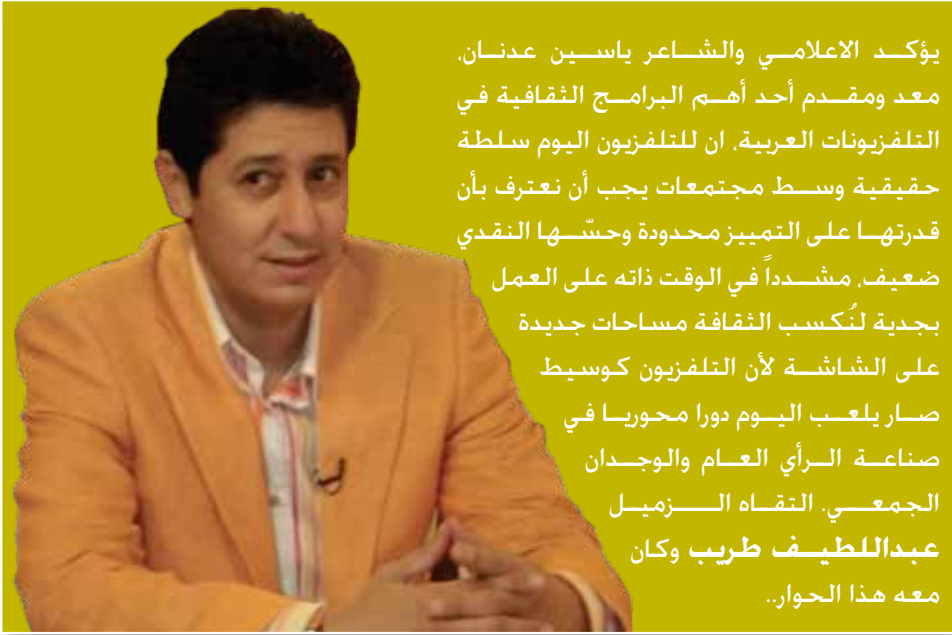 يؤكد الاعلامي والشاعر ياسين عدنان،
معد ومقدم أحد أهم البرامج الثقافية في
التلفزيونات العربية، ان للتلفزيون اليوم سلطة
حقيقية وسط مجتمعات يجب أن نعترف بأن
قدرتها على التمييز محدودة وحسّها النقدي
ضعيف، مشدداً في الوقت ذاته على العمل
بجدية لنُكسب الثقافة مساحات جديدة
على الشاشة لأن التلفزيون كوسيط
صار يلعب اليوم دورا محوريا في
صناعة الرأي العام والوجدان
الجمعي. التقاه الزميل
عبداللطيف طريب وكان
معه هذا الحوار..